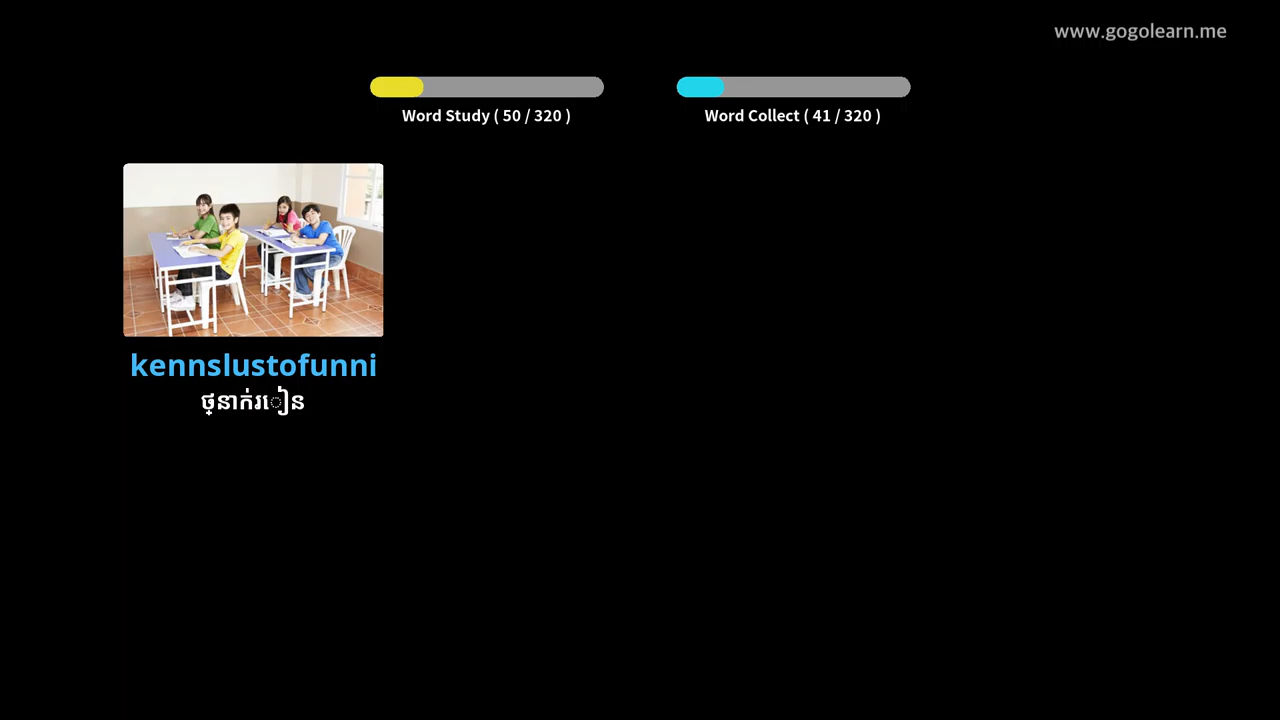 www.gogolearn.me
Word Study ( 50 / 320 )
Word Collect ( 41 / 320 )
kennslustofunni
ថ្នាក់រៀន